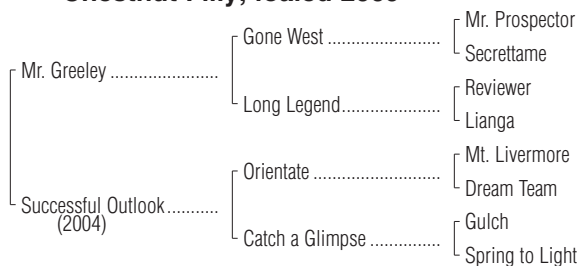 Chestnut Filly; foaled
Mr. Prospector
Gone West
Secrettame
Mr. Greeley
Reviewer
Long Legend
Lianga
Mt. Livermore
Orientate
Dream Team
Successful Outlook
(2004)
Gulch
Catch a Glimpse
Spring to Light